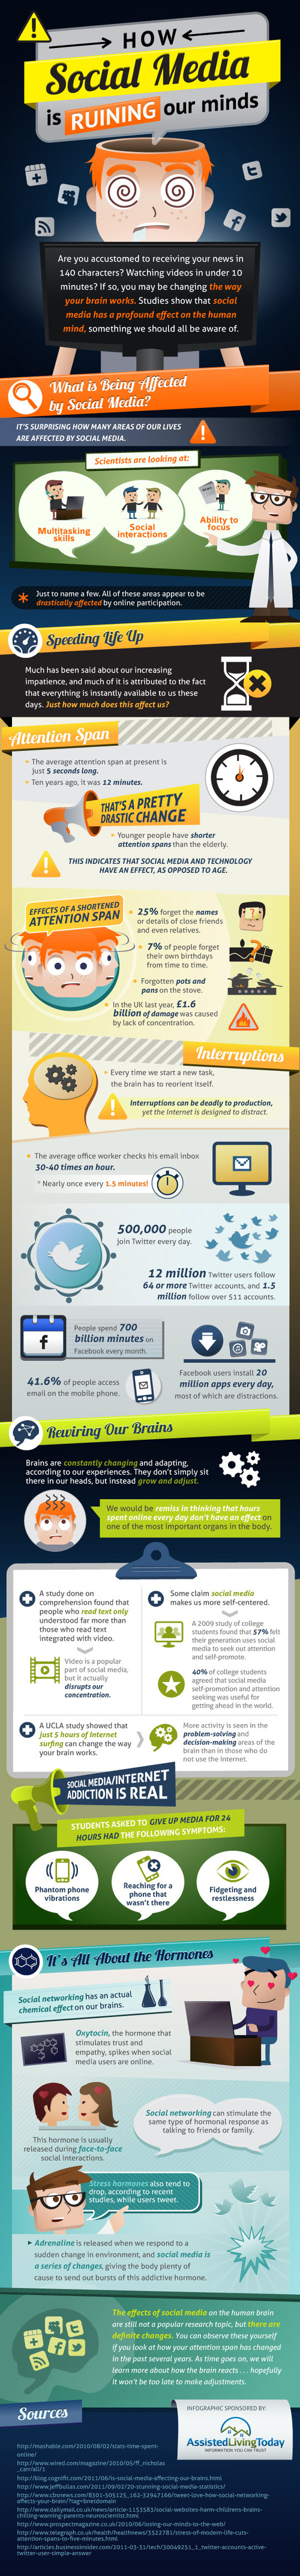 HOW
Social Media
is RUINING our minds
Are you accustomed to receiving your news in
140 characters? Watching videos in under 10
minutes? If so, you may be changing the way
your brain works. Studies show that social
media has a profound effect on the human
mind, something we should all be aware of.
What is Being Affected
by Social Media?
IT'S SURPRISING HOW MANY AREAS OF OUR LIVES
ARE AFFECTED BY SOCIAL MEDIA.
Scientists are looking at:
Multitasking
skills
Social
interactions
Ability to
focus
Just to name a few. All of these areas appear to be
drastically affected by online participation.
Speeding Life Up
Much has been said about our increasing
impatience, and much of it is attributed to the fact
that everything is instantly available to us these
days. Just how much does this affect us?
Attention Span
The average attention span at present is
just 5 seconds long.
Ten years ago, it was 12 minutes.
THAT'S A PRETTY
DRASTIC CHANGE
Younger people have shorter
attention spans than the elderly.
THIS INDICATES THAT SOCIAL MEDIA AND TECHNOLOGY
HAVE AN EFFECT, AS OPPOSED TO AGE.
EFFECTS OF A SHORTENED
ATTENTION SPAN
25% forget the names
or details of close friends
and even relatives.
7% of people forget
their own birthdays
from time to time.
Forgotten pots and
pans on the stove.
In the UK last year, £1.6
billion of damage was caused
by lack of concentration.
Interruptions
Every time we start a new task,
the brain has to reorient itself.
Interruptions can be deadly to production,
yet the Internet is designed to distract.
The average office worker checks his email inbox
30-40 times an hour.
* Nearly once every 1.5 minutes!
500,000 people
join Twitter every day.
12 million Twitter users follow
64 or more Twitter accounts, and 1.5
million follow over 511 accounts.
f
People spend 700
billion minutes on
Facebook every month.
41.6% of people access
email on the mobile phone.
Facebook users install 20
million apps every day,
most of which are distractions.
Rewiring Our Brains
Brains are constantly changing and adapting,
according to our experiences. They don't simply sit
there in our heads, but instead grow and adjust.
We would be remiss in thinking that hours
spent online every day don't have an effect on
one of the most important organs in the body.
A study done on
comprehension found that
people who read text only
understood far more than
those who read text
integrated with video.
Video is a popular
part of social media,
but it actually
disrupts our
concentration.
Some claim social media
makes us more self-centered.
A 2009 study of college
students found that 57% felt
their generation uses social
media to seek out attention
and self-promote.
40% of college students
agreed that social media
self-promotion and attention
seeking was useful for
getting ahead in the world.
A UCLA study showed that
just 5 hours of Internet
surfing can change the way
your brain works.
More activity is seen in the
problem-solving and
decision-making areas of the
brain than in those who do
not use the Internet.
SOCIAL MEDIA/INTERNET
ADDICTION IS REAL
STUDENTS ASKED TO GIVE UP MEDIA FOR 24
HOURS HAD THE FOLLOWING SYMPTOMS:
Phantom phone
vibrations
Reaching for a
phone that
wasn't there
Fidgeting and
restlessness
It's All About the Hormones
Social networking has an actual
chemical effect on our brains.
Oxytocin, the hormone that
stimulates trust and
empathy, spikes when social
media users are online.
This hormone is usually
released during face-to-face
social interactions.
Social networking can stimulate the
same type of hormonal response as
talking to friends or family.
Stress hormones also tend to
drop, according to recent
studies, while users tweet.
Adrenaline is released when we respond to a
sudden change in environment, and social media is
a series of changes, giving the body plenty of
cause to send out bursts of this addictive hormone.
The effects of social media on the human brain
are still not a popular research topic, but there are
definite changes. You can observe these yourself
if you look at how your attention span has changed
in the past several years. As time goes on, we will
learn more about how the brain reacts . . . hopefully
it won't be too late to make adjustments.
Sources
INFOGRAPHIC SPONSORED BY:
AssistedLivingToday
INFORMATION YOU CAN TRUST
http://mashable.com/2010/08/02/stats-time-spent-
online/
http://www.wired.com/magazine/2010/05/ff_nicholas
_carr/all/1
http://blog.cognifit.com/2011/06/is-social-media-affecting-our-brains.html
http://www.jeffbullas.com/2011/09/02/20-stunning-social-media-statistics/
http://www.cbsnews.com/8301-505125_162-32947166/tweet-love-how-social-networking-
affects-your-brain/?tag=bnetdomain
http://www.dailymail.co.uk/news/article-1153583/social-websites-harm-childrens-brains-
chilling-warning-parents-neuroscientist.html
http://www.prospectmagazine.co.uk/2010/06/losing-our-minds-to-the-web/
http://www.telegraph.co.uk/health/healthnews/3522781/stress-of-modern-life-cuts-
attention-spans-to-five-minutes.html
http://articles.businessinsider.com/2011-03-31/tech/30049251_1_twitter-accounts-active-
twitter-user-simple-answer